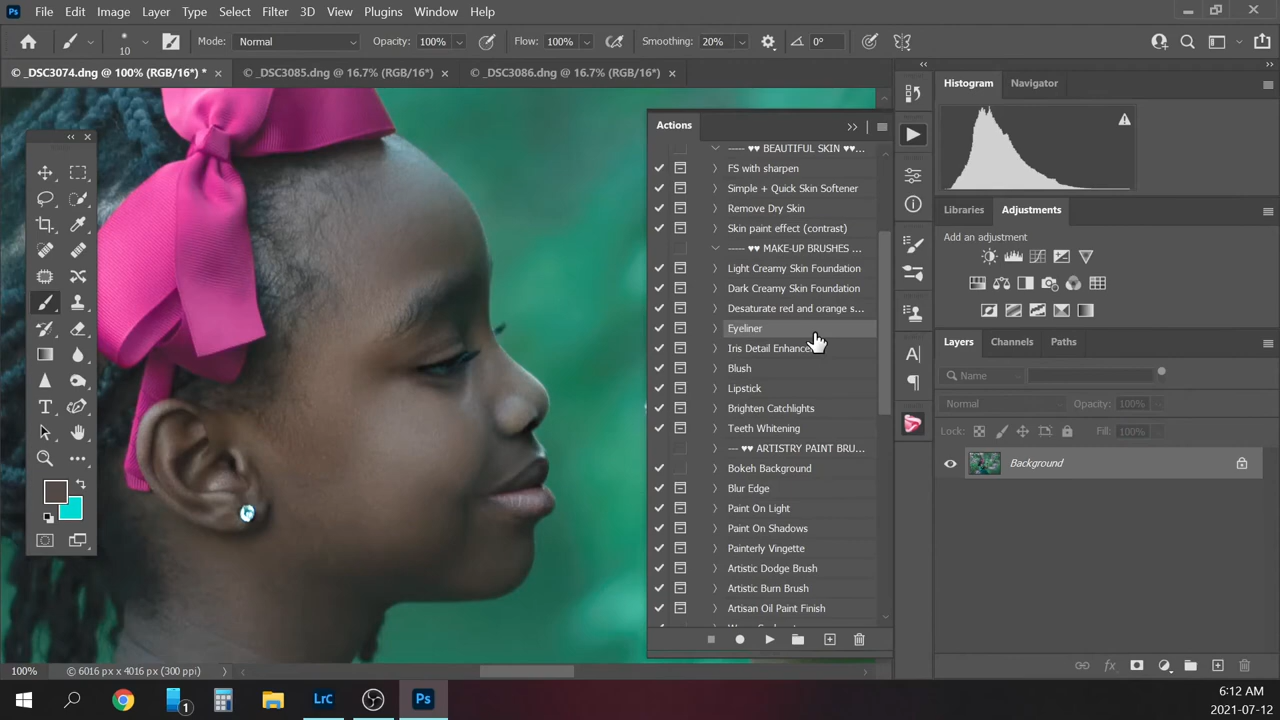 Ps File Edit Image Layer Type Select Filter 3D View Plugins Window Help
10 Mode: Normal Opacity: 100% Flow: 100% Smoothing: 20% 0°
© _DSC3074.dng @ 100% (RGB/16*) * × © _DSC3085.dng @ 16.7% (RGB/16*) × © _DSC3086.dng @ 16.7% (RGB/16*) ×
Histogram Navigator
Actions
----- ♥♥ BEAUTIFUL SKIN ♥♥...
FS with sharpen
Simple + Quick Skin Softener
Remove Dry Skin
Skin paint effect (contrast)
----- ♥♥ MAKE-UP BRUSHES ...
Light Creamy Skin Foundation
Dark Creamy Skin Foundation
Desaturate red and orange s...
Eyeliner
Iris Detail
Blush
Lipstick
Brighten Catchlights
Teeth Whitening
--- ♥♥ ARTISTRY PAINT BRU...
Bokeh Background
Blur Edge
Paint On Light
Paint On Shadows
Painterly Vingette
Artistic Dodge Brush
Artistic Burn Brush
Artisan Oil Paint Finish
Libraries Adjustments
Add an adjustment
Layers Channels Paths
Name
Normal Opacity: 100%
Lock: Fill: 100%
Background
100% © 6016 px x 4016 px (300 ppi)
1 Lrc Ps
6:12 AM
2021-07-12